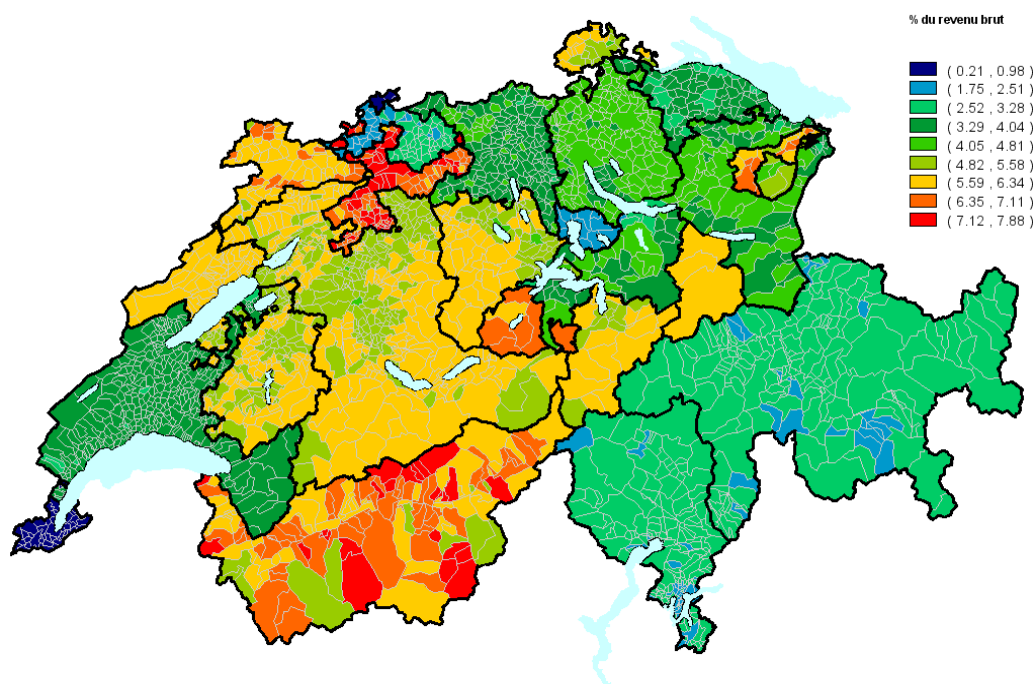 % du revenu brut
( 0.21 , 0.98 )
( 1.75 , 2.51 )
( 2.52 , 3.28 )
( 3.29 , 4.04 )
( 4.05 , 4.81 )
( 4.82 , 5.58 )
( 5.59 , 6.34 )
( 6.35 , 7.11 )
( 7.12 , 7.88 )